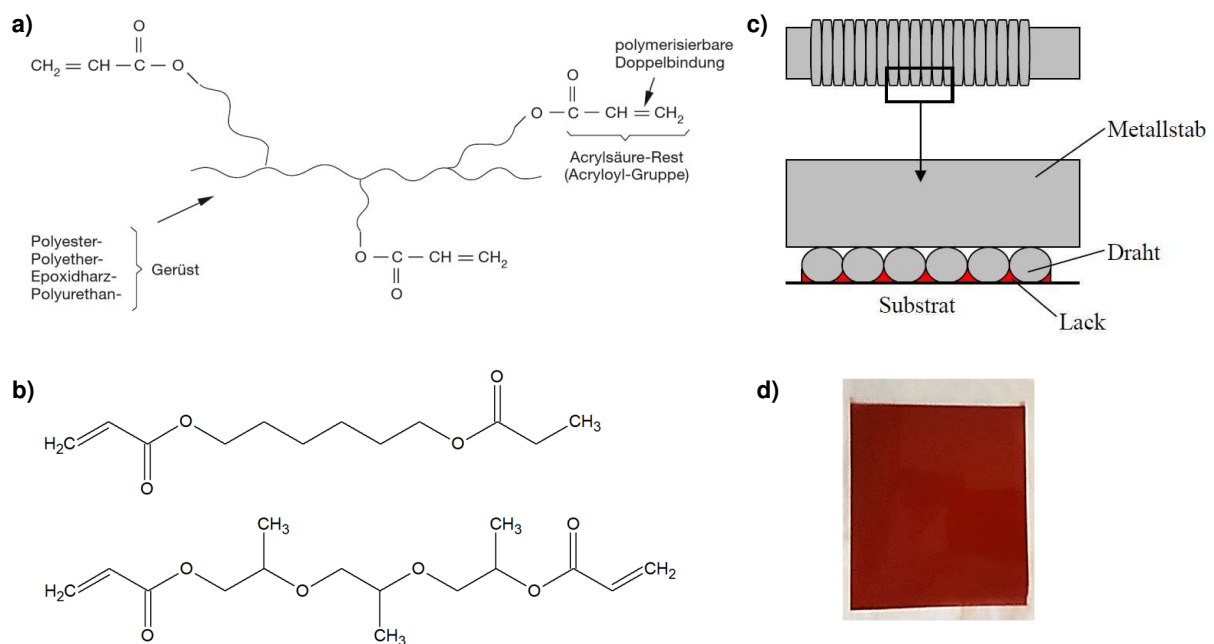 a)
O
CH₂=CH—C—O
polymerisierbare
Doppelbindung
O
O—C—CH=CH₂
Acrylsäure-Rest
(Acryloyl-Gruppe)
Polyester-
Polyether-
Epoxidharz-
Polyurethan-
Gerüst
O—C—CH=CH₂
O
c)
Metallstab
Draht
Substrat
Lack
b)
O
H₂C
O
O
O
CH₃
CH₃
CH₃
O
H₂C
O
O
O
O
O
CH₂
CH₃
d)